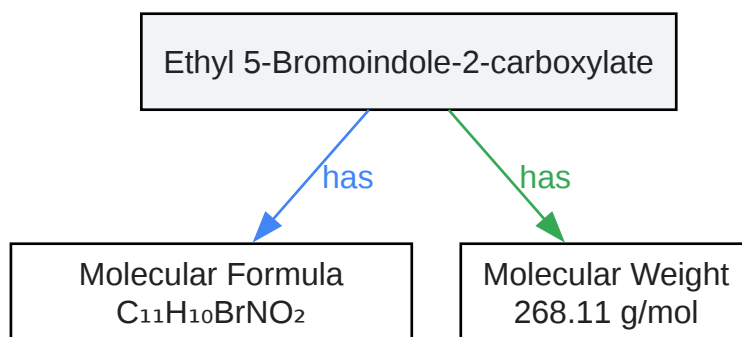 Ethyl 5-Bromoindole-2-carboxylate
has
has
Molecular Formula
C₁₁H₁₀BrNO₂
Molecular Weight
268.11 g/mol